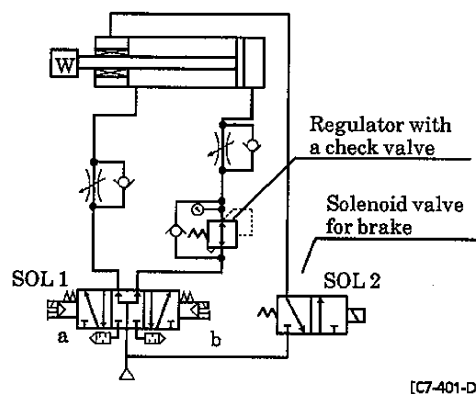 W
Regulator with
a check valve
Solenoid valve
for brake
SOL 1
SOL 2
a
b
[C7-401-D